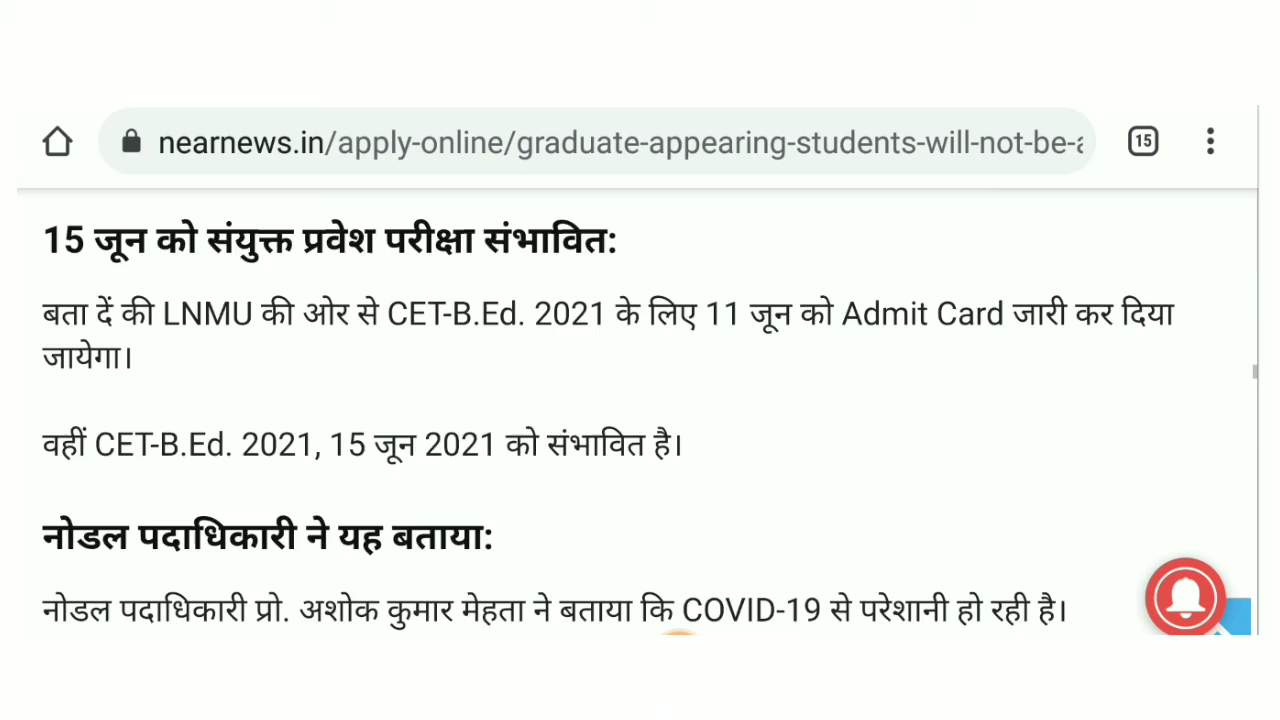 nearnews.in/apply-online/graduate-appearing-students-will-not-be-a
15
15 जून को संयुक्त प्रवेश परीक्षा संभावित:
बता दें की LNMU की ओर से CET-B.Ed. 2021 के लिए 11 जून को Admit Card जारी कर दिया
जायेगा।
वहीं CET-B.Ed. 2021, 15 जून 2021 को संभावित है।
नोडल पदाधिकारी ने यह बताया:
नोडल पदाधिकारी प्रो. अशोक कुमार मेहता ने बताया कि COVID-19 से परेशानी हो रही है।